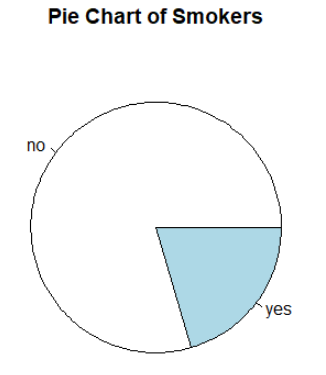 Pie Chart of Smokers
no
yes